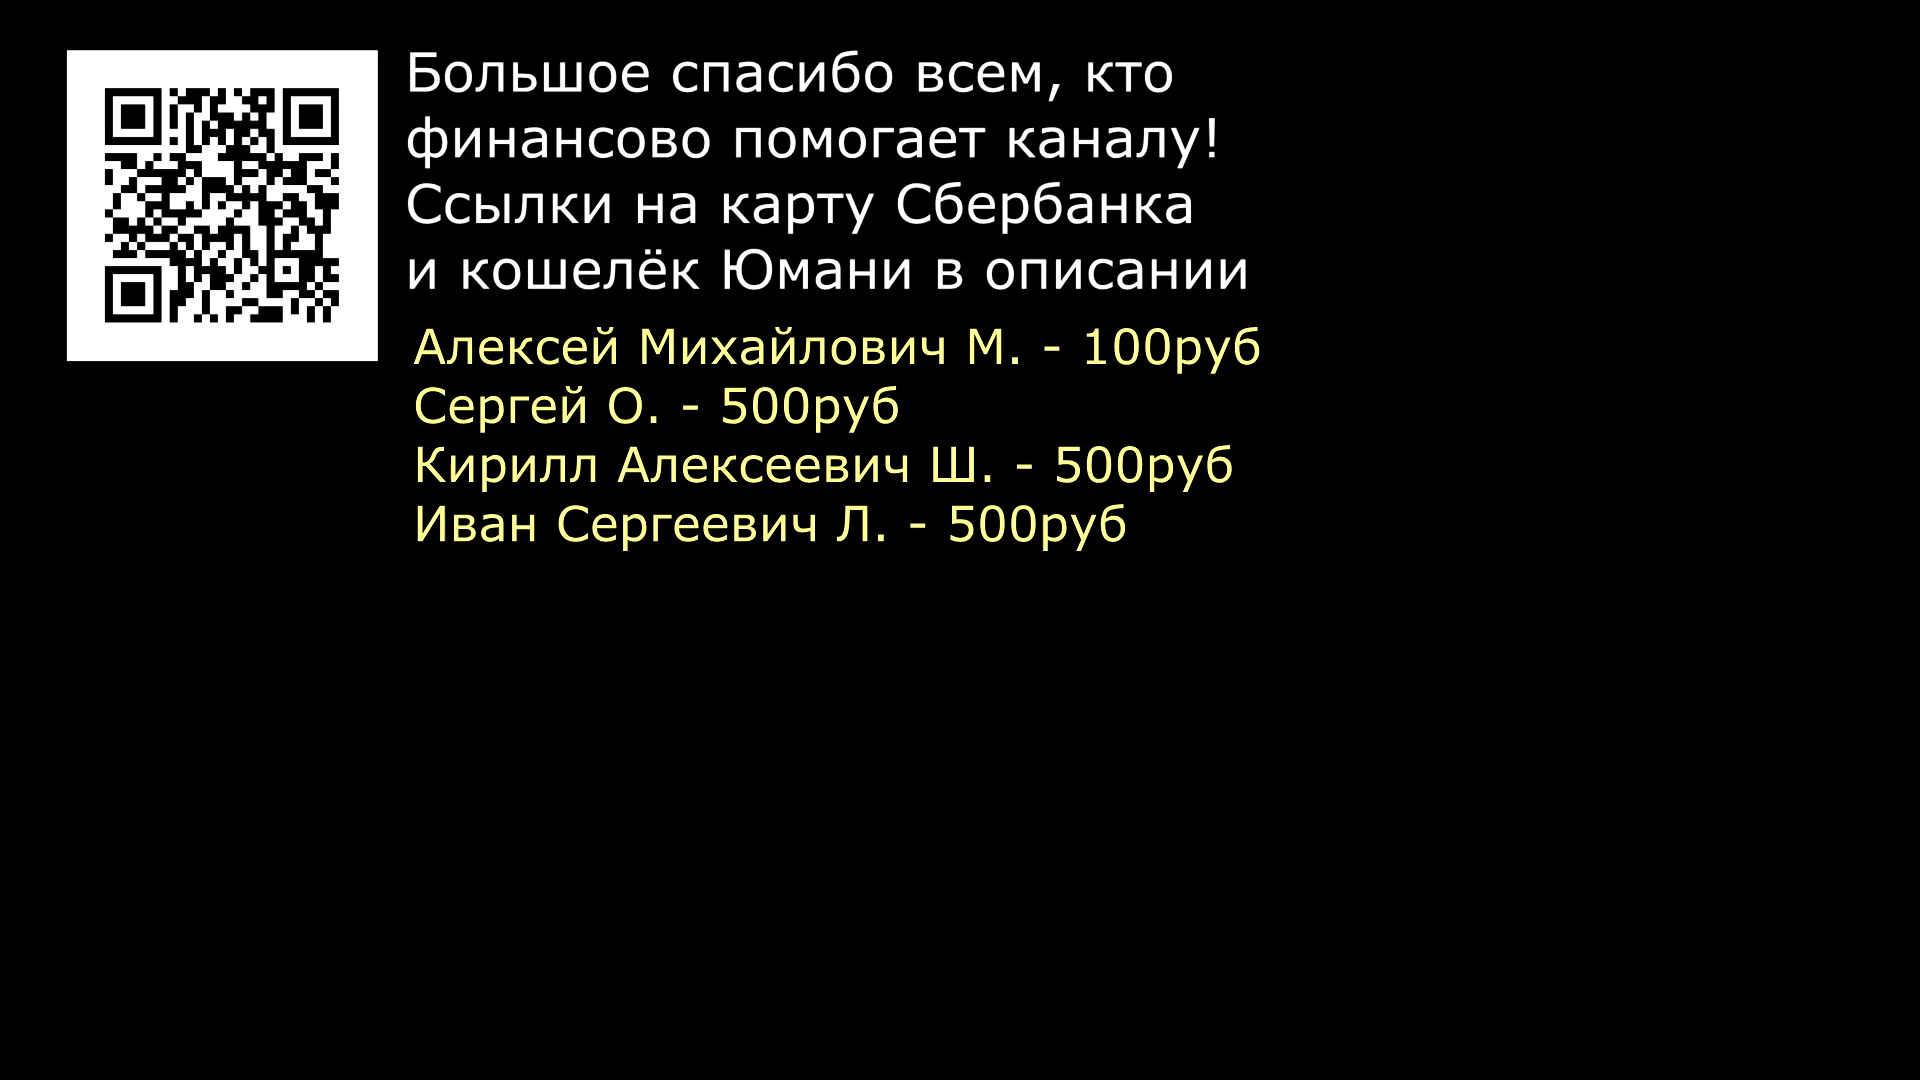 Большое спасибо всем, кто
финансово помогает каналу!
Ссылки на карту Сбербанка
и кошелёк Юмани в описании
Алексей Михайлович М. - 100руб
Сергей О. - 500руб
Кирилл Алексеевич Ш. - 500руб
Иван Сергеевич Л. - 500руб